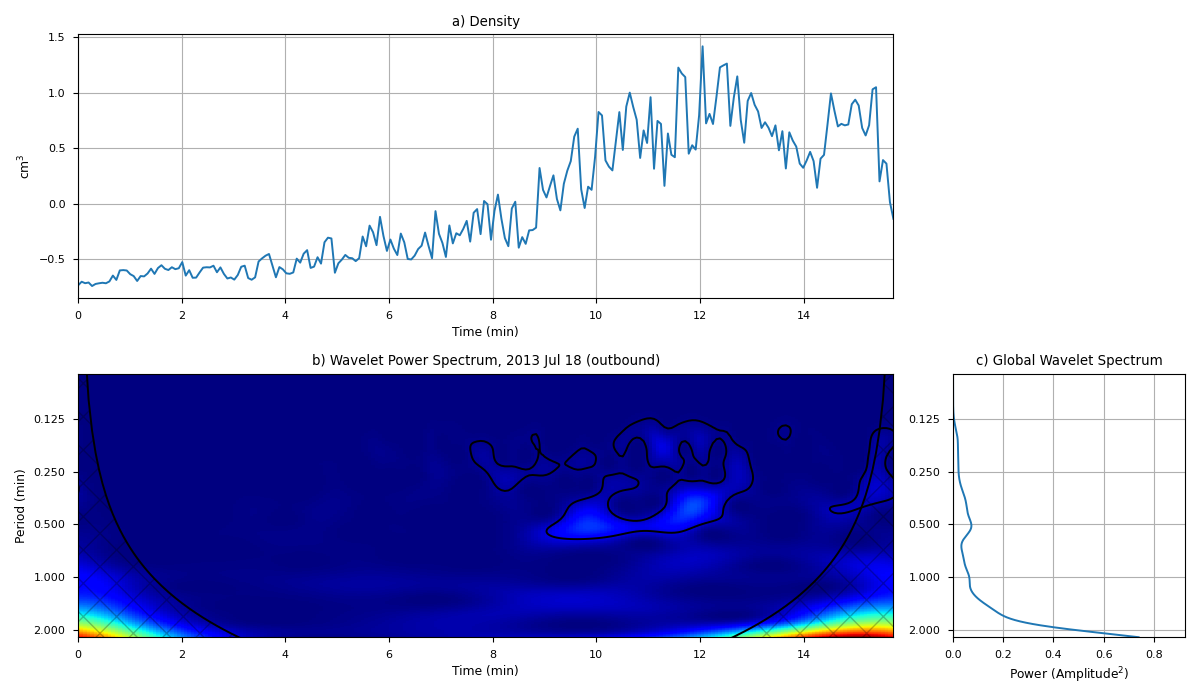 a) Density
1.5
1.0
0.5
0.0
−0.5
cm³
0 2 4 6 8 10 12 14
Time (min)
b) Wavelet Power Spectrum, 2013 Jul 18 (outbound)
0.125
0.250
0.500
1.000
2.000
Period (min)
0 2 4 6 8 10 12 14
Time (min)
c) Global Wavelet Spectrum
0.125
0.250
0.500
1.000
2.000
0.0 0.2 0.4 0.6 0.8
Power (Amplitude²)